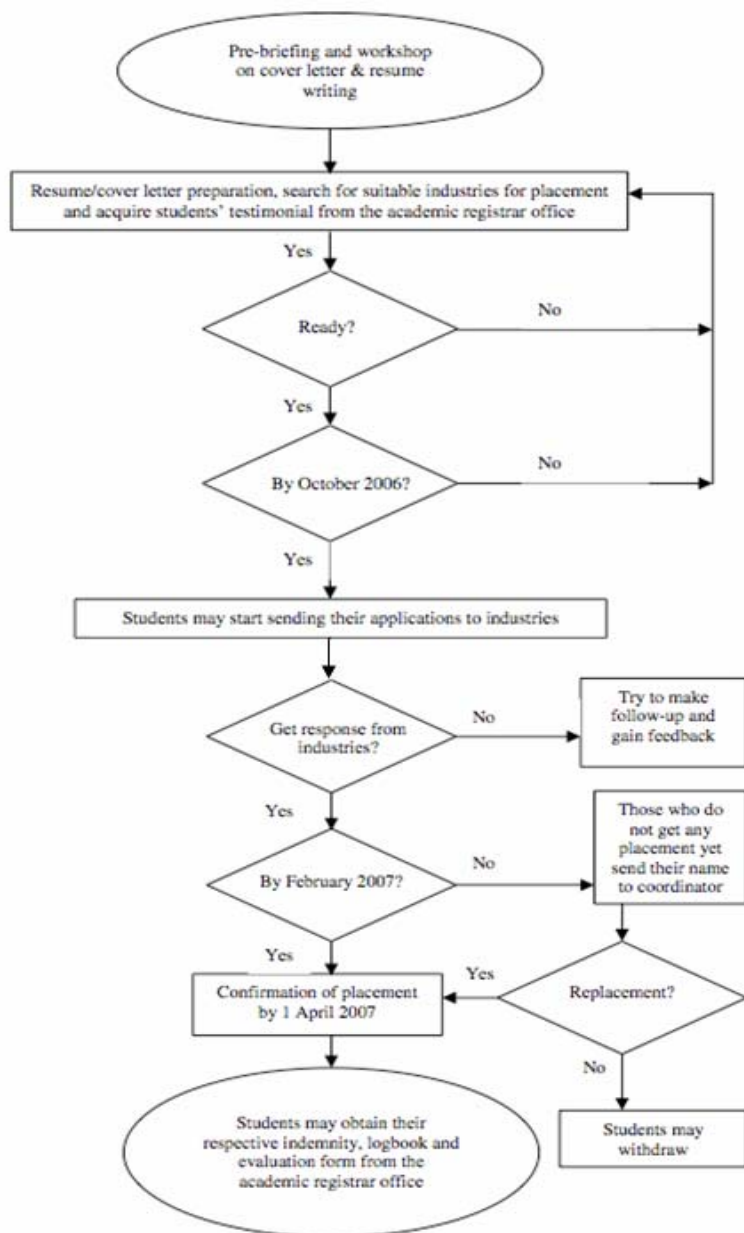 Pre-briefing and workshop
on cover letter & resume
writing
Resume/cover letter preparation, search for suitable industries for placement
and acquire students' testimonial from the academic registrar office
Yes
Ready?
No
Yes
By October 2006?
No
Yes
Students may start sending their applications to industries
Get response from
industries?
No
Try to make
follow-up and
gain feedback
Yes
By February 2007?
No
Those who do
not get any
placement yet
send their name
to coordinator
Yes
Confirmation of placement
by 1 April 2007
Yes
Replacement?
No
Students may
withdraw
Students may obtain their
respective indemnity, logbook and
evaluation form from the
academic registrar office